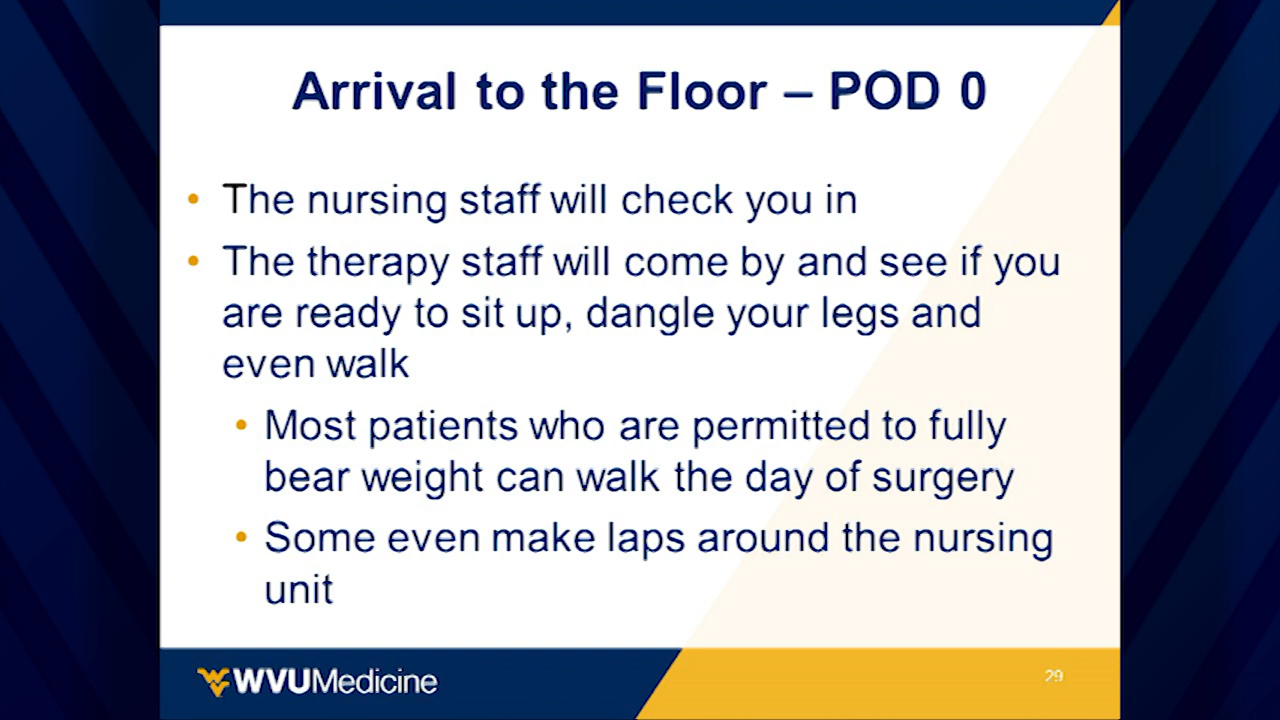 Arrival to the Floor – POD 0
• The nursing staff will check you in
• The therapy staff will come by and see if you
are ready to sit up, dangle your legs and
even walk
• Most patients who are permitted to fully
bear weight can walk the day of surgery
• Some even make laps around the nursing
unit
WVUMedicine
29